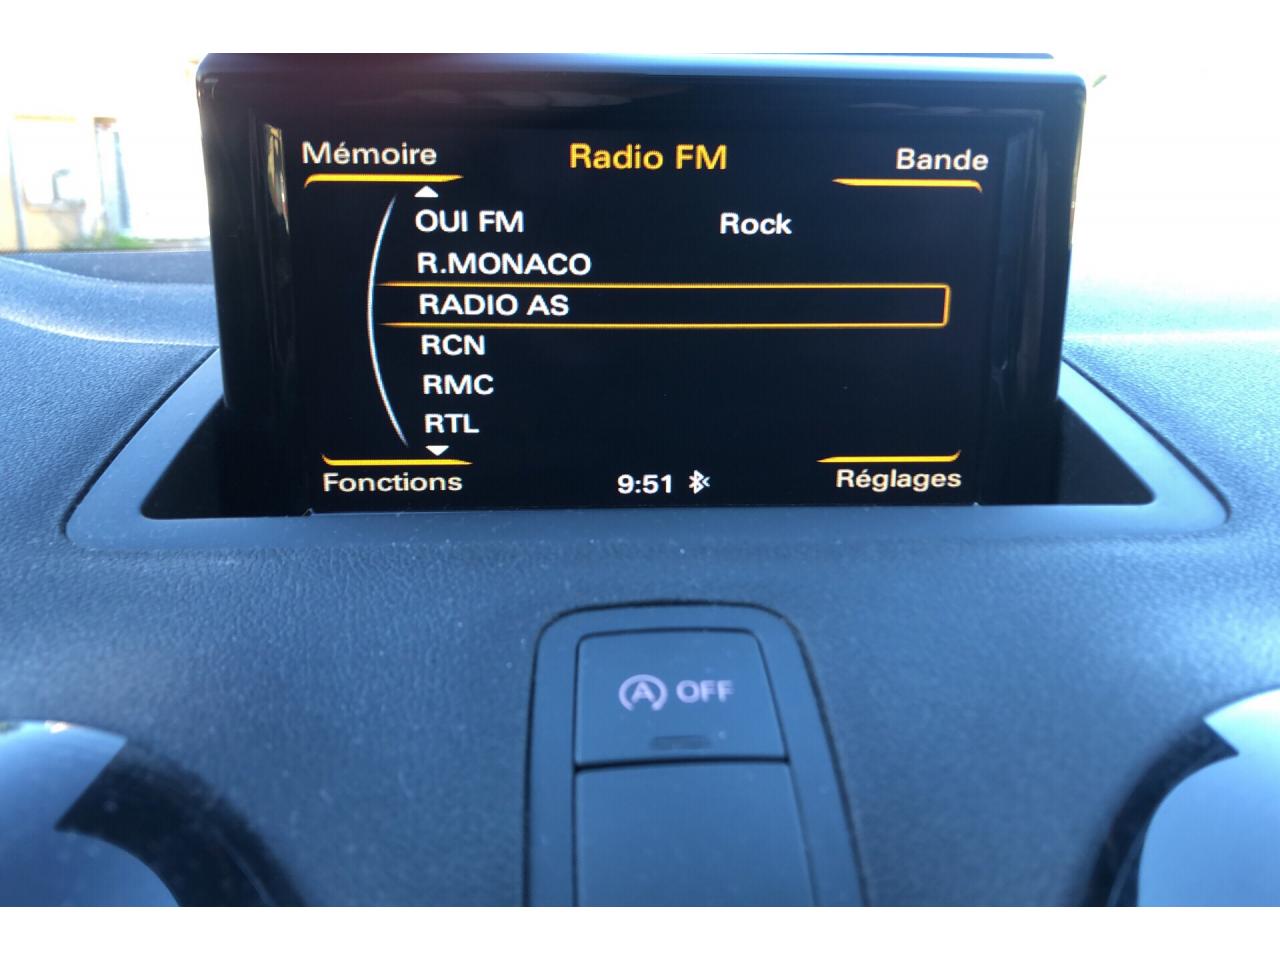 Mémoire Radio FM Bande
OUI FM Rock
R.MONACO
RADIO AS
RCN
RMC
RTL
Fonctions 9:51 Réglages
A OFF